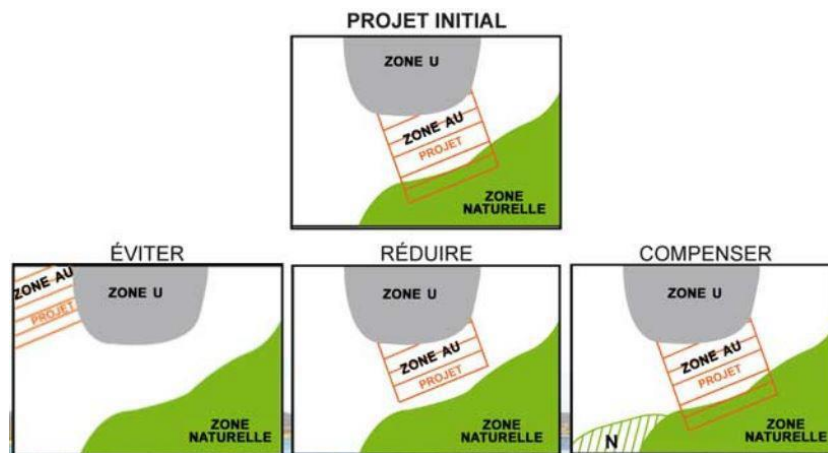 PROJET INITIAL
ZONE U
ZONE AU
PROJET
ZONE
NATURELLE
ÉVITER
ZONE AU
PROJET
ZONE U
ZONE
NATURELLE
RÉDUIRE
ZONE U
ZONE AU
PROJET
ZONE
NATURELLE
COMPENSER
ZONE U
ZONE AU
PROJET
N
ZONE
NATURELLE